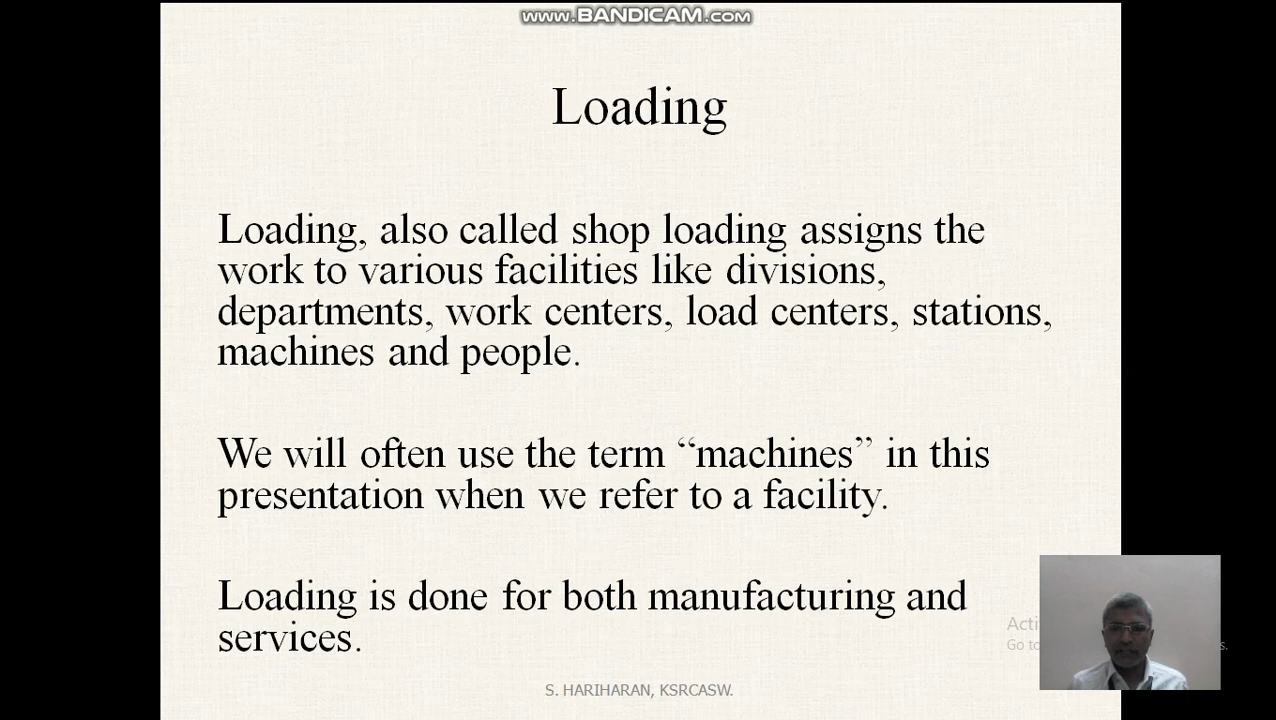 www.BANDICAM.com
Loading
Loading, also called shop loading assigns the
work to various facilities like divisions,
departments, work centers, load centers, stations,
machines and people.
We will often use the term “machines” in this
presentation when we refer to a facility.
Loading is done for both manufacturing and
services.
S. HARIHARAN, KSRCASW.